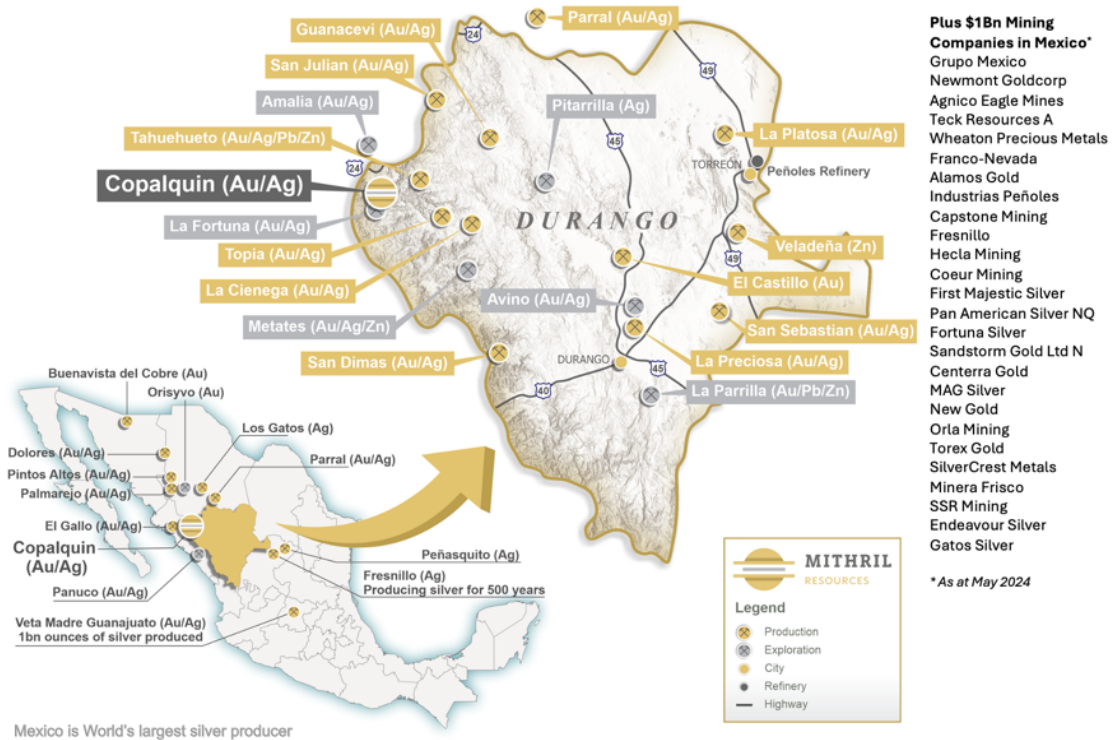 Parral (Au/Ag)
Guanacevi (Au/Ag)
24
San Julian (Au/Ag)
49
Amalia (Au/Ag)
Pitarrilla (Ag)
Tahuehueto (Au/Ag/Pb/Zn)
45
La Platosa (Au/Ag)
24
TORREÓN
Peñoles Refinery
Copalquin (Au/Ag)
La Fortuna (Au/Ag)
DURANGO
Topia (Au/Ag)
Veladeña (Zn)
49
La Cienega (Au/Ag)
El Castillo (Au)
Avino (Au/Ag)
Metates (Au/Ag/Zn)
San Sebastian (Au/Ag)
San Dimas (Au/Ag)
DURANGO
La Preciosa (Au/Ag)
45
40
La Parrilla (Au/Pb/Zn)
Buenavista del Cobre (Au)
Orisyvo (Au)
Los Gatos (Ag)
Dolores (Au/Ag)
Parral (Au/Ag)
Pintos Altos (Au/Ag)
Palmarejo (Au/Ag)
El Gallo (Au/Ag)
Copalquin
(Au/Ag)
Peñasquito (Ag)
Fresnillo (Ag)
Producing silver for 500 years
Panuco (Au/Ag)
Veta Madre Guanajuato (Au/Ag)
1bn ounces of silver produced
Mexico is World's largest silver producer
MITHRIL
RESOURCES
Legend
Production
Exploration
City
Refinery
Highway
Plus $1Bn Mining
Companies in Mexico*
Grupo Mexico
Newmont Goldcorp
Agnico Eagle Mines
Teck Resources A
Wheaton Precious Metals
Franco-Nevada
Alamos Gold
Industrias Peñoles
Capstone Mining
Fresnillo
Hecla Mining
Coeur Mining
First Majestic Silver
Pan American Silver NQ
Fortuna Silver
Sandstorm Gold Ltd N
Centerra Gold
MAG Silver
New Gold
Orla Mining
Torex Gold
SilverCrest Metals
Minera Frisco
SSR Mining
Endeavour Silver
Gatos Silver
*As at May 2024